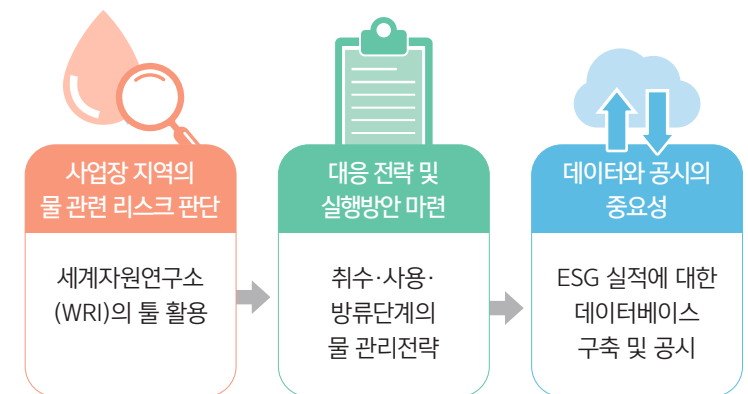 사업장 지역의
물 관련 리스크 판단
세계자원연구소
(WRI)의 툴 활용
대응 전략 및
실행방안 마련
취수·사용·
방류단계의
물 관리전략
데이터와 공시의
중요성
ESG 실적에 대한
데이터베이스
구축 및 공시